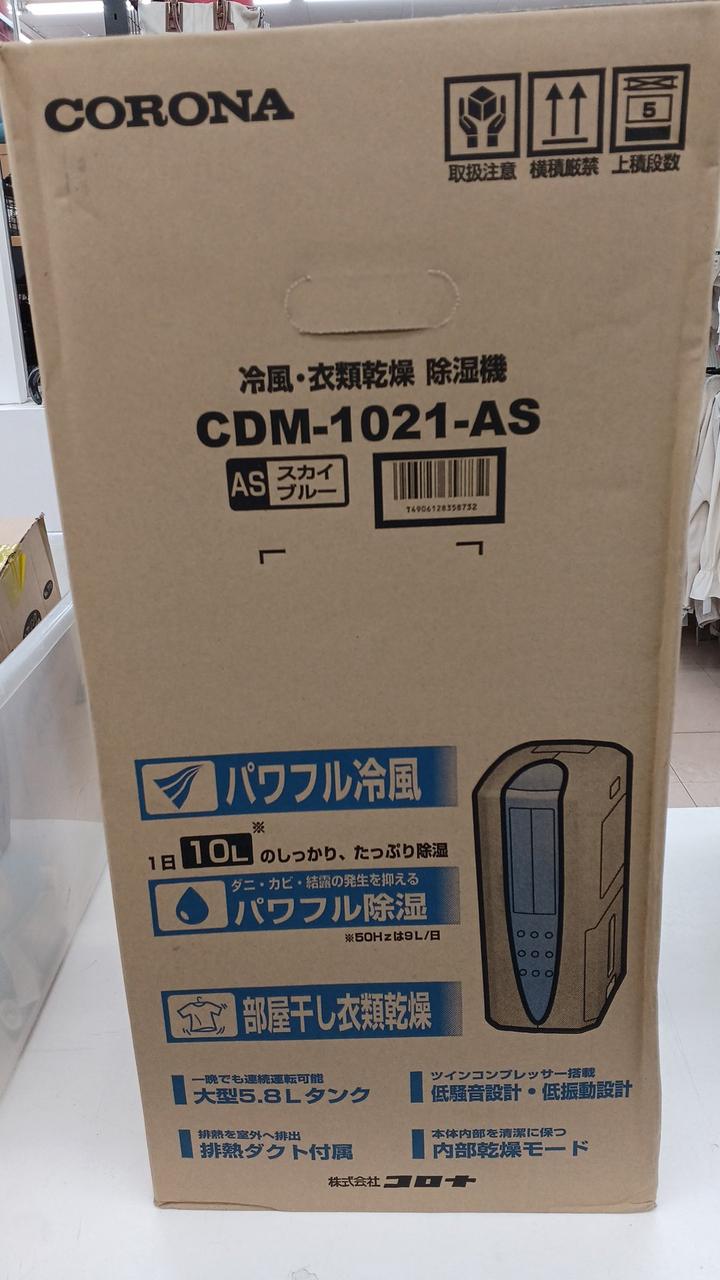 CORONA
5
取扱注意 横積厳禁 上積段数
冷風・衣類乾燥 除湿機
CDM-1021-AS
AS スカイ
ブルー
T4906128358732
パワフル冷風
※
1日 10L のしっかり、たっぷり除湿
ダニ・カビ・結露の発生を抑える
パワフル除湿
※50Hzは9L/日
部屋干し衣類乾燥
一晩でも連続運転可能
大型5.8Lタンク
ツインコンプレッサー搭載
低騒音設計・低振動設計
排熱を室外へ排出
排熱ダクト付属
本体内部を清潔に保つ
内部乾燥モード
株式会社 コロナ